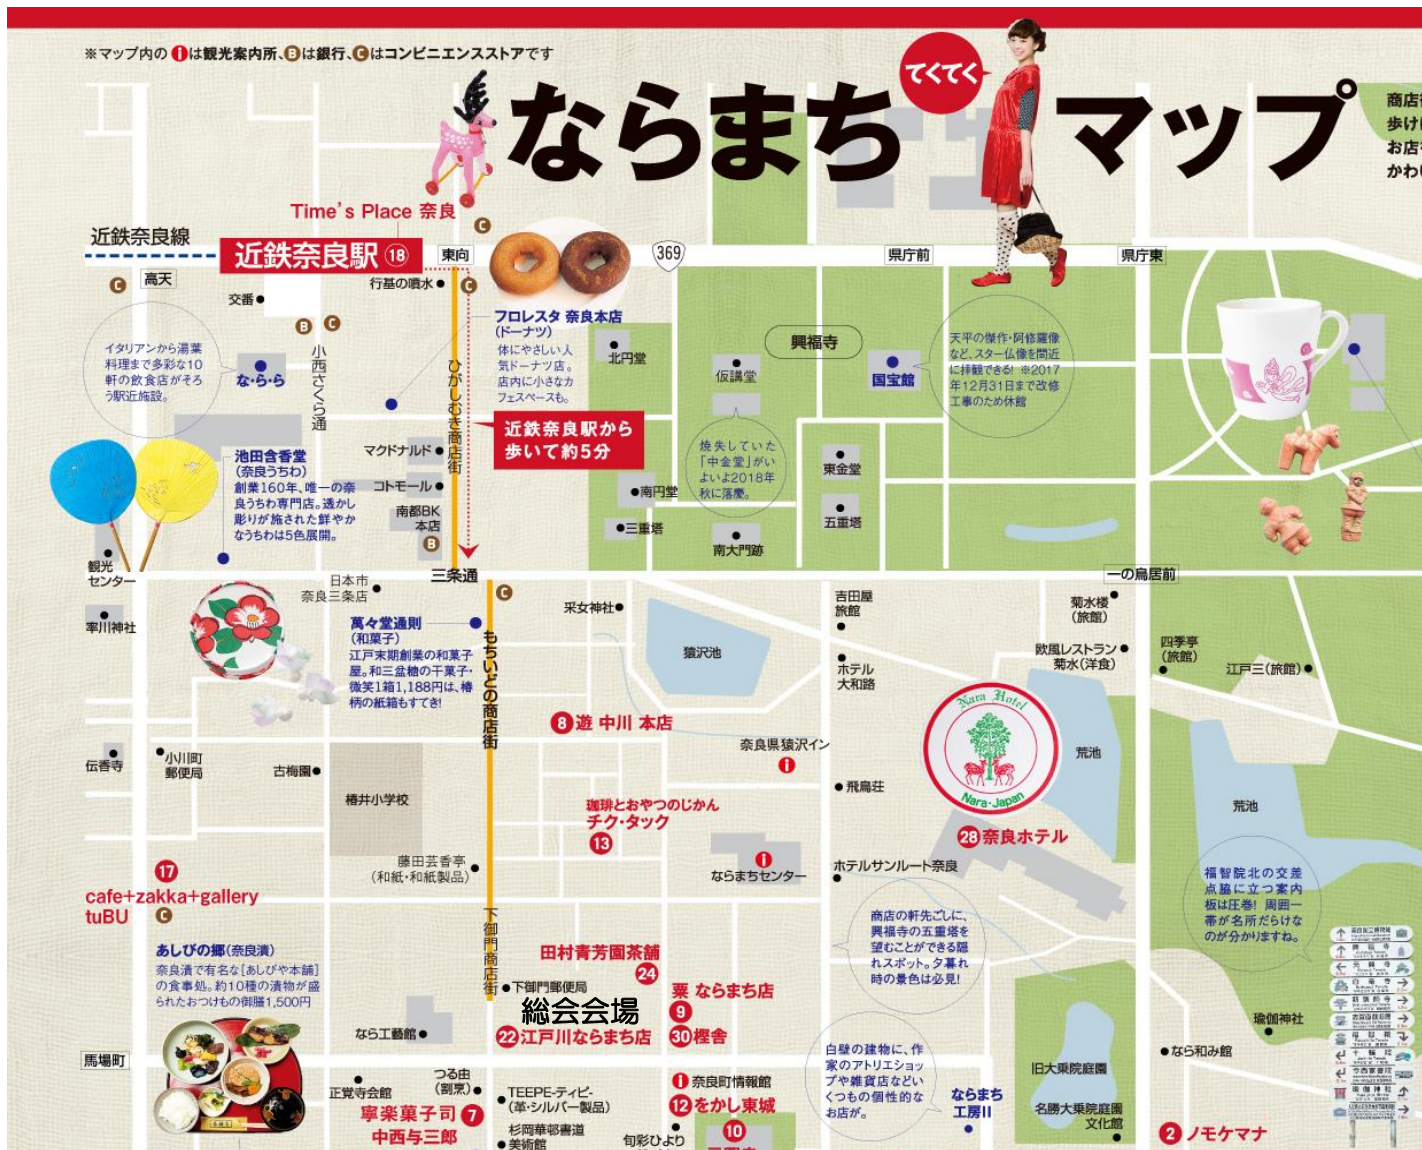 ※マップ内のiは観光案内所、Bは銀行、Cはコンビニエンスストアです
ならまち
てくてく
マップ
商店
歩け
お店
かわい
Time's Place 奈良
C
近鉄奈良線
近鉄奈良駅 18
東向
369
県庁前
県庁東
高天
C
交番
行基の噴水
C
B
C
イタリアンから湯葉
料理まで多彩な10
軒の飲食店がそろ
う駅近施設。
な・ら・ら
小西さくら通
ひがしむき商店街
フロレスタ 奈良本店
(ドーナツ)
体にやさしい人
気ドーナツ店。
店内に小さなカ
フェスペースも。
近鉄奈良駅から
歩いて約5分
北円堂
興福寺
仮講堂
国宝館
天平の傑作・阿修羅像
など、スター仏像を間近
に拝観できる! ※2017
年12月31日まで改修
工事のため休館
焼失していた
「中金堂」がい
よいよ2018年
秋に落慶。
東金堂
五重塔
南円堂
三重塔
南大門跡
マクドナルド
コトモール
南都BK
本店
B
池田含香堂
(奈良うちわ)
創業160年、唯一の奈
良うちわ専門店。透かし
彫りが施された鮮やか
なうちわは5色展開。
観光
センター
三条通
一の鳥居前
率川神社
日本市
奈良三条店
C
萬々堂通則
(和菓子)
江戸末期創業の和菓子
屋。和三盆糖の干菓子・
微笑1箱1,188円は、椿
柄の紙箱もすてき!
もちいどの商店街
采女神社
猿沢池
吉田屋
旅館
ホテル
大和路
菊水楼
(旅館)
欧風レストラン
菊水(洋食)
四季亭
(旅館)
江戸三(旅館)
8 遊 中川 本店
奈良県猿沢イン
i
飛鳥荘
Nara Hotel
Nara・Japan
荒池
荒池
28 奈良ホテル
伝香寺
小川町
郵便局
古梅園
椿井小学校
珈琲とおやつのじかん
チク・タック
13
藤田芸香亭
(和紙・和紙製品)
i
ならまちセンター
ホテルサンルート奈良
17
cafe+zakka+gallery
tuBU
C
福智院北の交差
点脇に立つ案内
板は圧巻! 周囲一
帯が名所だらけな
のが分かりますね。
商店の軒先ごしに、
興福寺の五重塔を
望むことができる隠
れスポット。夕暮れ
時の景色は必見!
あしびの郷(奈良漬)
奈良漬で有名な[あしびや本舗]
の食事処。約10種の漬物が盛
られたおつけもの御膳1,500円
下御門商店街
田村青芳園茶舗
24
下御門郵便局
総会会場
22 江戸川ならまち店
粟 ならまち店
9
30 樫舎
なら工藝館
馬場町
正覚寺会館
つる由
(割烹)
寧楽菓子司 7
中西与三郎
TEEPE-ティピ-
(革・シルバー製品)
杉岡華邨書道
美術館
i 奈良町情報館
12 をかし東城
10
旬彩ひより
白壁の建物に、作
家のアトリエショッ
プや雑貨店などい
くつもの個性的な
お店が。
ならまち
工房II
旧大乗院庭園
名勝大乗院庭園
文化館
瑜伽神社
なら和み館
2 ノモケマナ